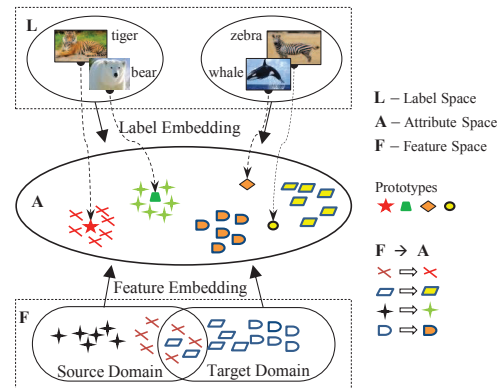 L
tiger
bear
zebra
whale
Label Embedding
A
Feature Embedding
F
Source Domain
Target Domain
L – Label Space
A – Attribute Space
F – Feature Space
Prototypes
F → A